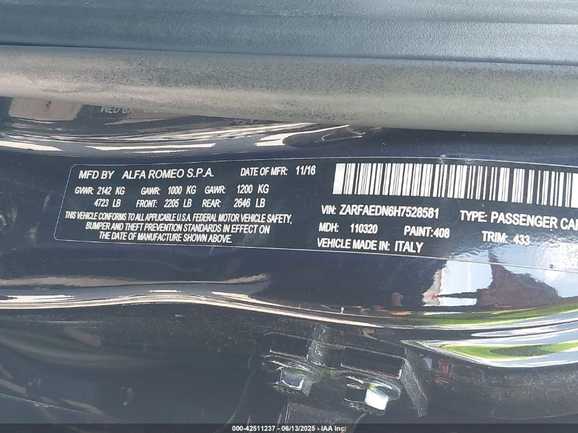 MFD BY ALFA ROMEO S.P.A. DATE OF MFR 11/16
GVWR: 2142 KG GAWR: 1000 KG GAWR: 1200 KG
4723 LB FRONT: 2205 LB REAR: 2646 LB
THIS VEHICLE CONFORMS TO ALL APPLICABLE U.S.A. FEDERAL MOTOR VEHICLE SAFETY,
BUMPER AND THEFT PREVENTION STANDARDS IN EFFECT ON
THE DATE OF MANUFACTURE SHOWN ABOVE.
VIN: ZARFAEDN6H7528581 TYPE: PASSENGER CAR
MDH: 110320 PAINT:408 TRIM: 433
VEHICLE MADE IN: ITALY
000-42511237 - 06/13/2025 - IAA Inc.